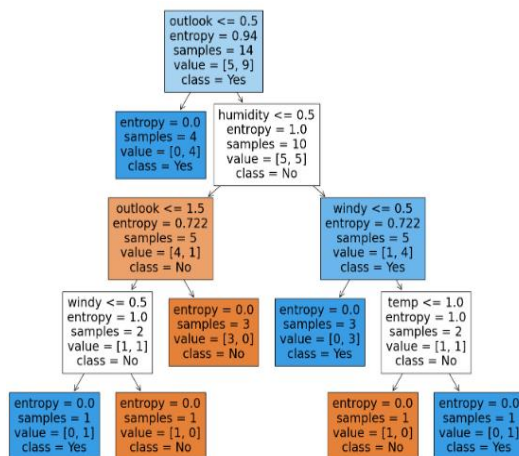 outlook <= 0.5
entropy = 0.94
samples = 14
value = [5, 9]
class = Yes
entropy = 0.0
samples = 4
value = [0, 4]
class = Yes
humidity <= 0.5
entropy = 1.0
samples = 10
value = [5, 5]
class = No
outlook <= 1.5
entropy = 0.722
samples = 5
value = [4, 1]
class = No
windy <= 0.5
entropy = 0.722
samples = 5
value = [1, 4]
class = Yes
windy <= 0.5
entropy = 1.0
samples = 2
value = [1, 1]
class = No
entropy = 0.0
samples = 3
value = [3, 0]
class = No
entropy = 0.0
samples = 3
value = [0, 3]
class = Yes
temp <= 1.0
entropy = 1.0
samples = 2
value = [1, 1]
class = No
entropy = 0.0
samples = 1
value = [0, 1]
class = Yes
entropy = 0.0
samples = 1
value = [1, 0]
class = No
entropy = 0.0
samples = 1
value = [1, 0]
class = No
entropy = 0.0
samples = 1
value = [0, 1]
class = Yes